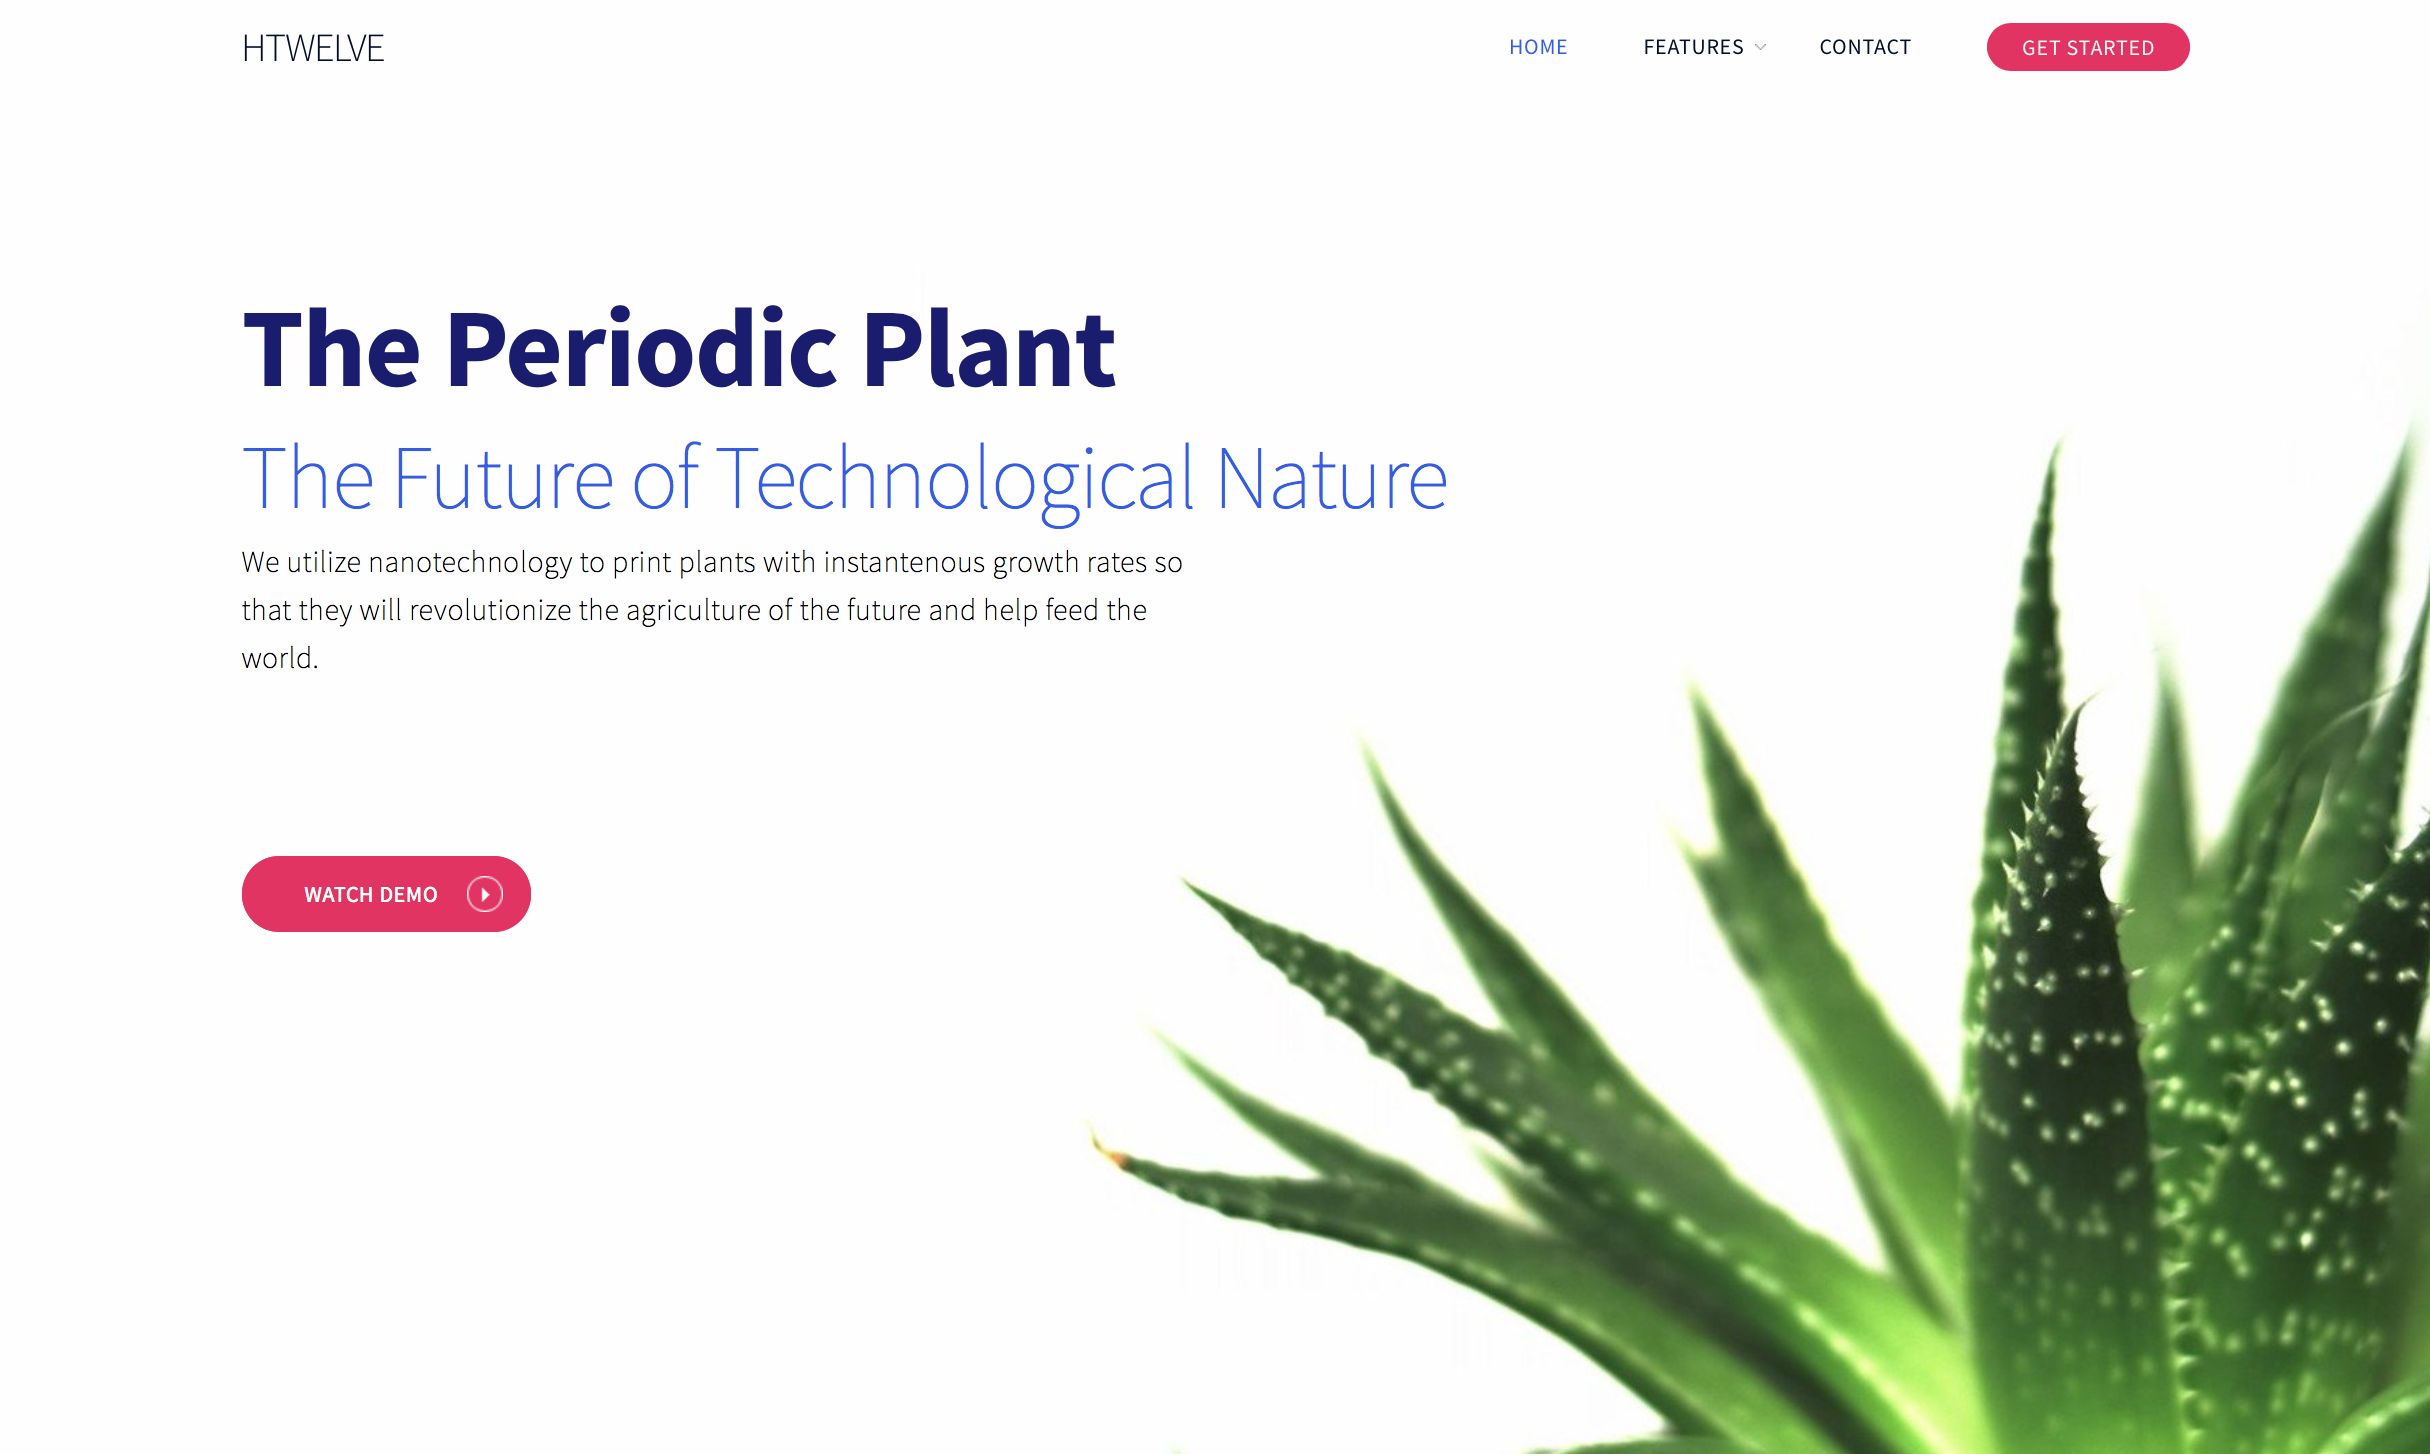 HTWELVE
HOME FEATURES CONTACT GET STARTED
The Periodic Plant
The Future of Technological Nature
We utilize nanotechnology to print plants with instantenous growth rates so
that they will revolutionize the agriculture of the future and help feed the
world.
WATCH DEMO